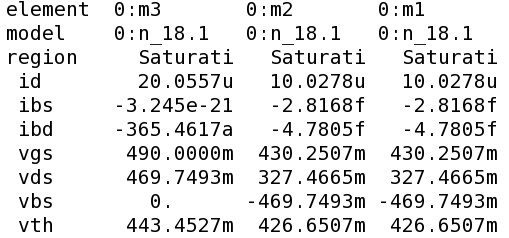 element  0:m3       0:m2       0:m1
model    0:n_18.1   0:n_18.1   0:n_18.1
region     Saturati   Saturati   Saturati
 id        20.0557u   10.0278u   10.0278u
 ibs     -3.245e-21   -2.8168f   -2.8168f
 ibd     -365.4617a   -4.7805f   -4.7805f
 vgs      490.0000m  430.2507m  430.2507m
 vds      469.7493m  327.4665m  327.4665m
 vbs        0.      -469.7493m -469.7493m
 vth      443.4527m  426.6507m  426.6507m